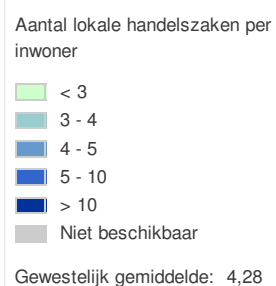 Aantal lokale handelszaken per
inwoner
< 3
3 - 4
4 - 5
5 - 10
> 10
Niet beschikbaar
Gewestelijk gemiddelde: 4,28